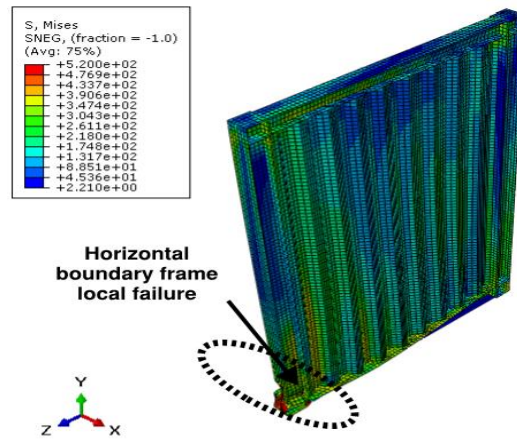 S, Mises
SNEG, (fraction = -1.0)
(Avg: 75%)
+5.200e+02
+4.769e+02
+4.337e+02
+3.906e+02
+3.474e+02
+3.043e+02
+2.611e+02
+2.180e+02
+1.748e+02
+1.317e+02
+8.851e+01
+4.536e+01
+2.210e+00
Horizontal
boundary frame
local failure
Y
Z
X